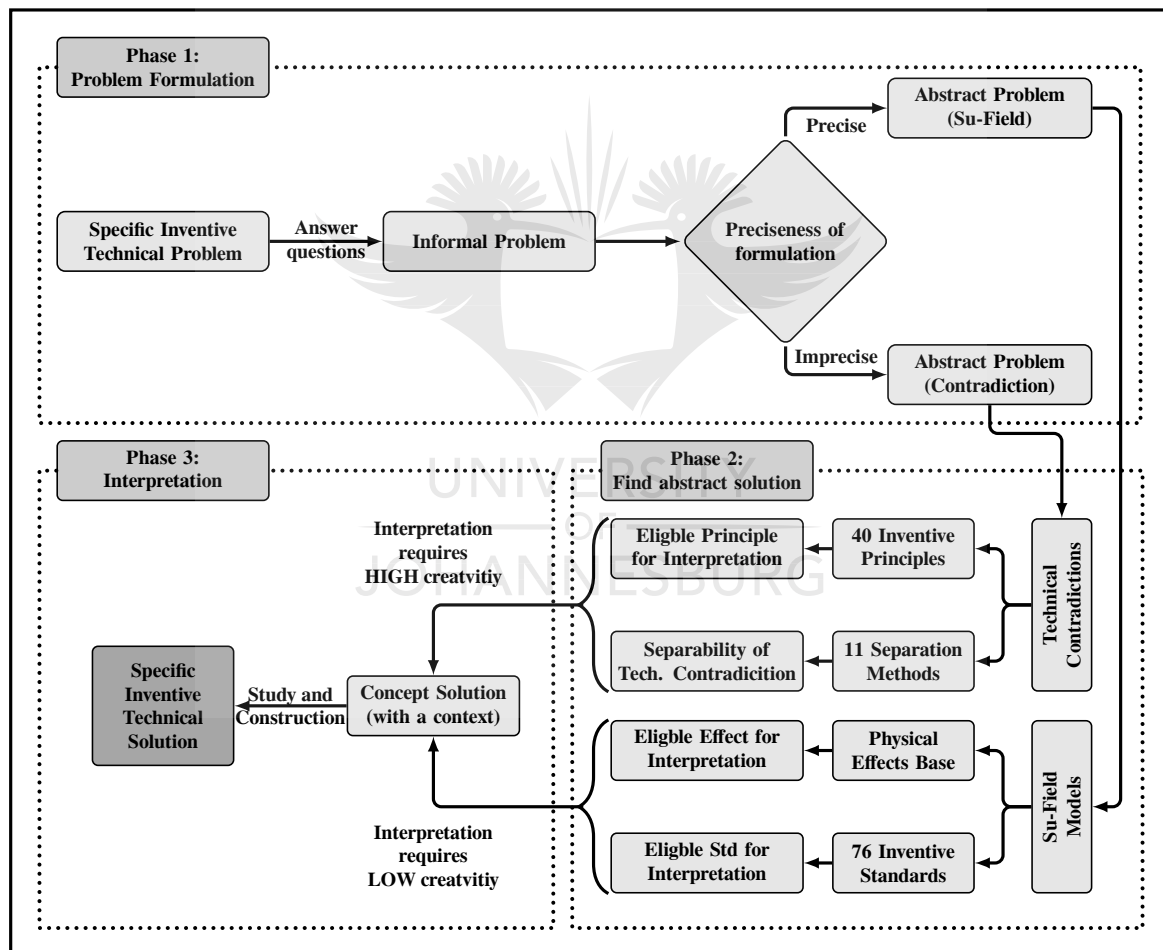 Phase 1:
Problem Formulation
Specific Inventive
Technical Problem
Answer
questions
Informal Problem
Preciseness of
formulation
Precise
Abstract Problem
(Su-Field)
Imprecise
Abstract Problem
(Contradiction)
Phase 2:
Find abstract solution
Technical
Contradictions
40 Inventive
Principles
Eligble Principle
for Interpretation
11 Separation
Methods
Separability of
Tech. Contradicition
Su-Field
Models
Physical
Effects Base
Eligble Effect for
Interpretation
76 Inventive
Standards
Eligble Std for
Interpretation
Phase 3:
Interpretation
Interpretation
requires
HIGH creatvitiy
Concept Solution
(with a context)
Interpretation
requires
LOW creatvitiy
Study and
Construction
Specific
Inventive
Technical
Solution
UNIVERSITY
OF
JOHANNESBURG